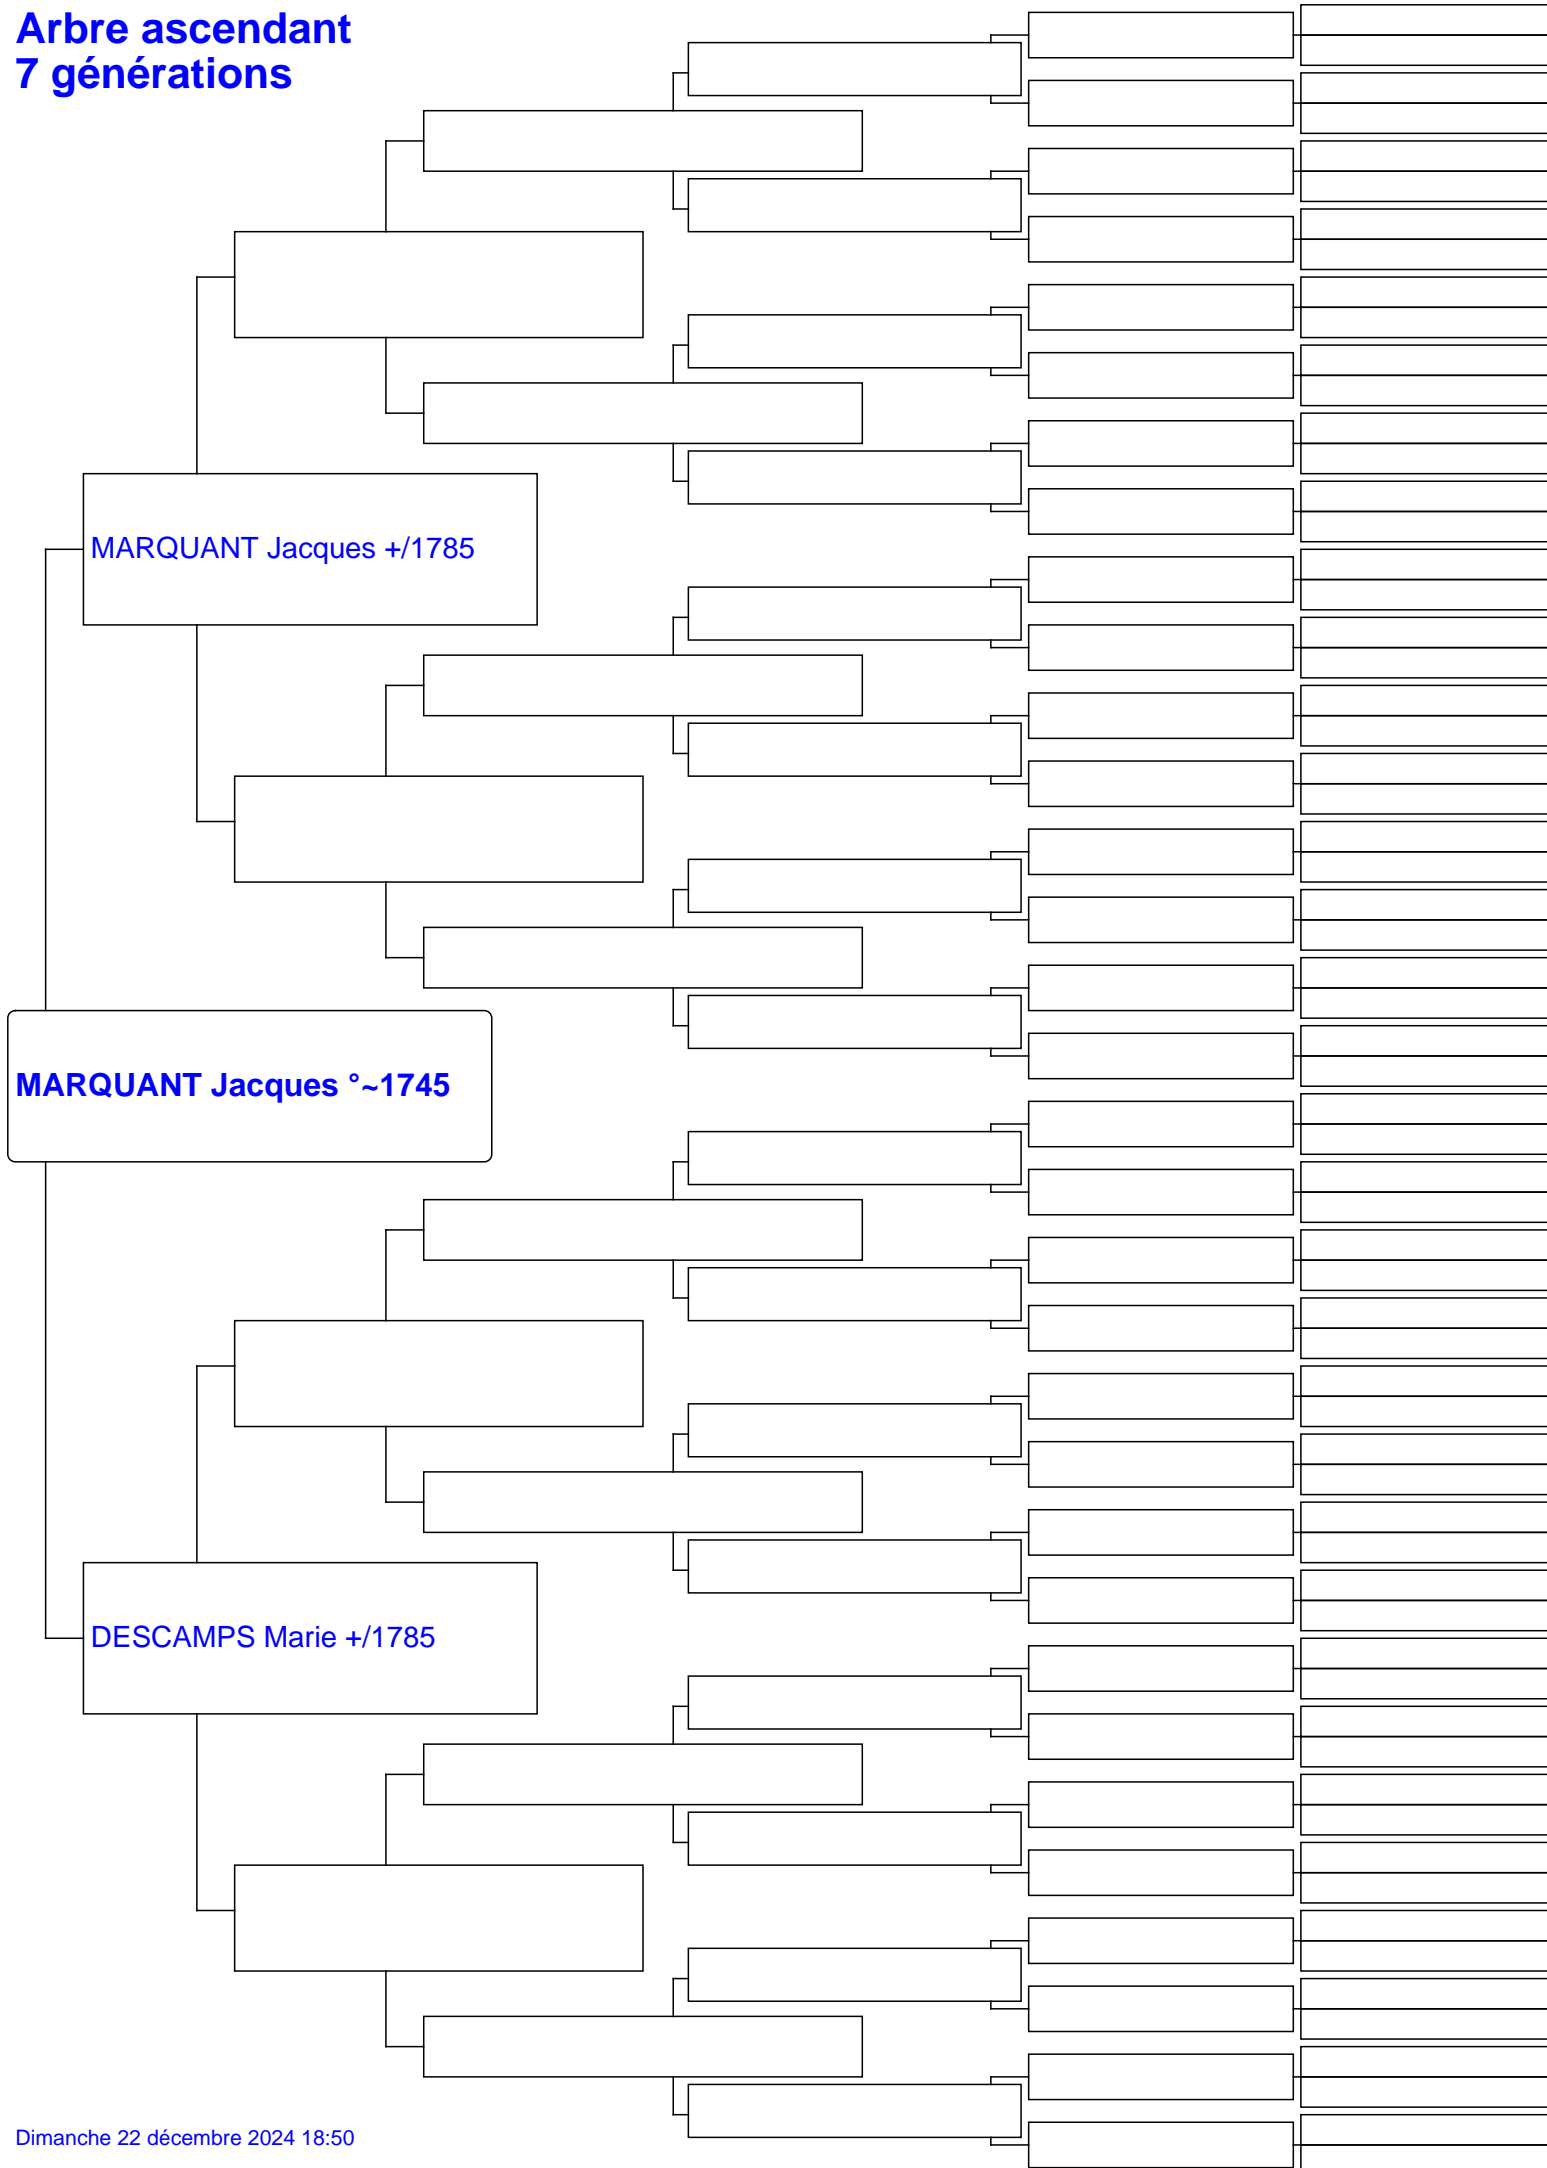 Arbre ascendant
7 générations
MARQUANT Jacques +/1785
MARQUANT Jacques °~1745
DESCAMPS Marie +/1785
Dimanche 22 décembre 2024 18:50